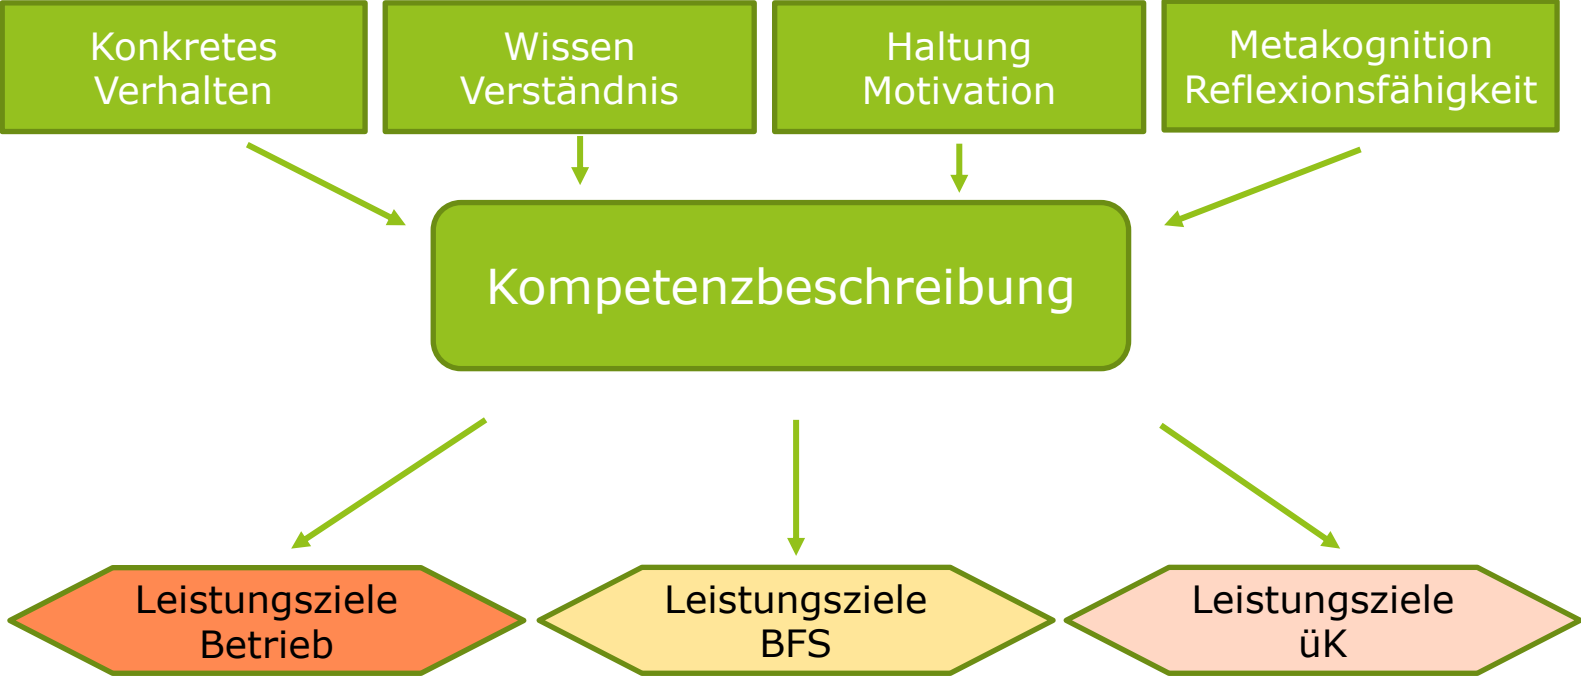 Konkretes
Verhalten
Wissen
Verständnis
Haltung
Motivation
Metakognition
Reflexionsfähigkeit
Kompetenzbeschreibung
Leistungsziele
Betrieb
Leistungsziele
BFS
Leistungsziele
üK